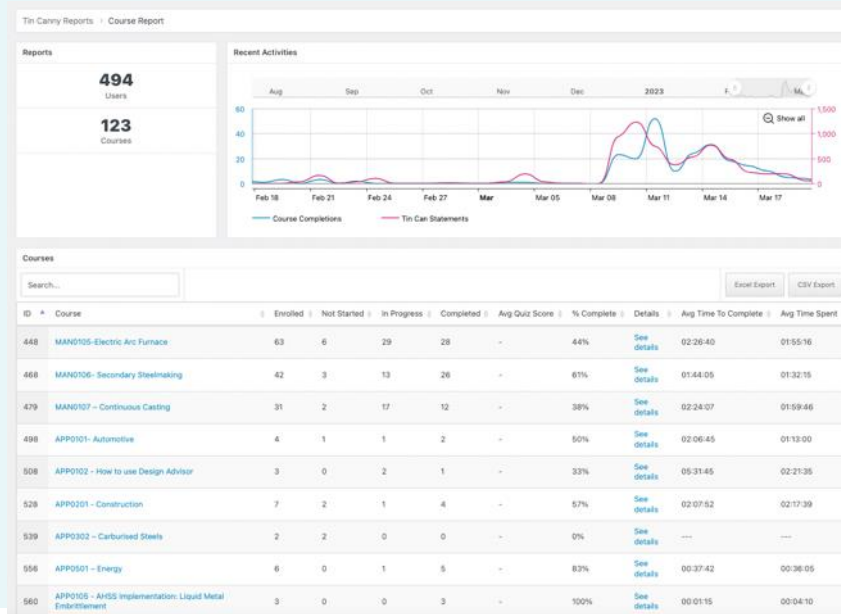 Tin Canny Reports › Course Report
Reports
494
Users
123
Courses
Recent Activities
Aug Sep Oct Nov Dec 2023
60 40 20 0
Show all
1,500 1,000 500 0
Feb 18 Feb 21 Feb 24 Feb 27 Mar Mar 05 Mar 08 Mar 11 Mar 14 Mar 17
Course Completions Tin Can Statements
Courses
Search... Excel Export CSV Export
ID Course Enrolled Not Started In Progress Completed Avg Quiz Score % Complete Details Avg Time To Complete Avg Time Spent
448 MAN0105-Electric Arc Furnace 63 6 29 28 - 44% See details 02:26:40 01:55:16
468 MAN0106- Secondary Steelmaking 42 3 13 26 - 61% See details 01:44:05 01:32:15
479 MAN0107 – Continuous Casting 31 2 17 12 - 38% See details 02:24:07 01:59:46
498 APP0101- Automotive 4 1 1 2 - 50% See details 02:06:45 01:13:00
508 APP0102 - How to use Design Advisor 3 0 2 1 - 33% See details 05:31:45 02:21:35
528 APP0201 - Construction 7 2 1 4 - 57% See details 02:07:52 02:17:39
539 APP0302 – Carburised Steels 2 2 0 0 - 0% See details ---- ----
556 APP0501 – Energy 6 0 1 5 - 83% See details 00:37:42 00:36:05
560 APP0105 - AHSS Implementation: Liquid Metal Embrittlement 3 0 0 3 - 100% See details 00:01:15 00:04:10